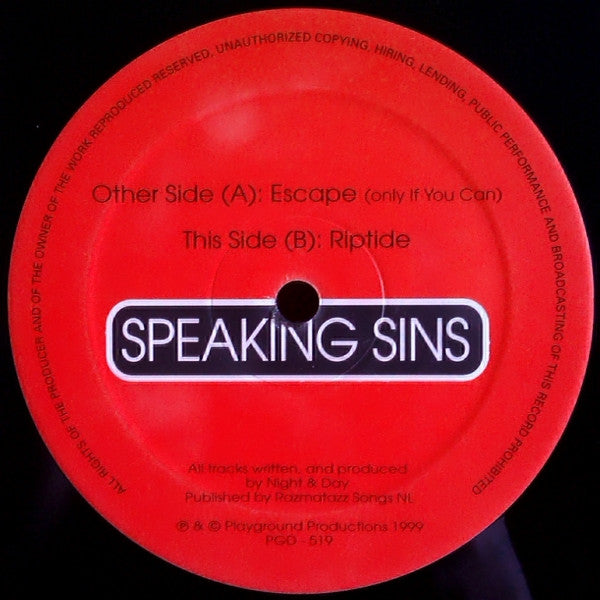 ALL RIGHTS OF THE PRODUCER AND OF THE OWNER OF THE WORK REPRODUCED RESERVED, UNAUTHORIZED COPYING, HIRING, LENDING, PUBLIC PERFORMANCE AND BROADCASTING OF THIS RECORD PROHIBITED
Other Side (A): Escape (only If You Can)
This Side (B): Riptide
SPEAKING SINS
All tracks written, and produced
by Night & Day
Published by Razmatazz Songs NL
℗ & © Playground Productions 1999
PGD - 519